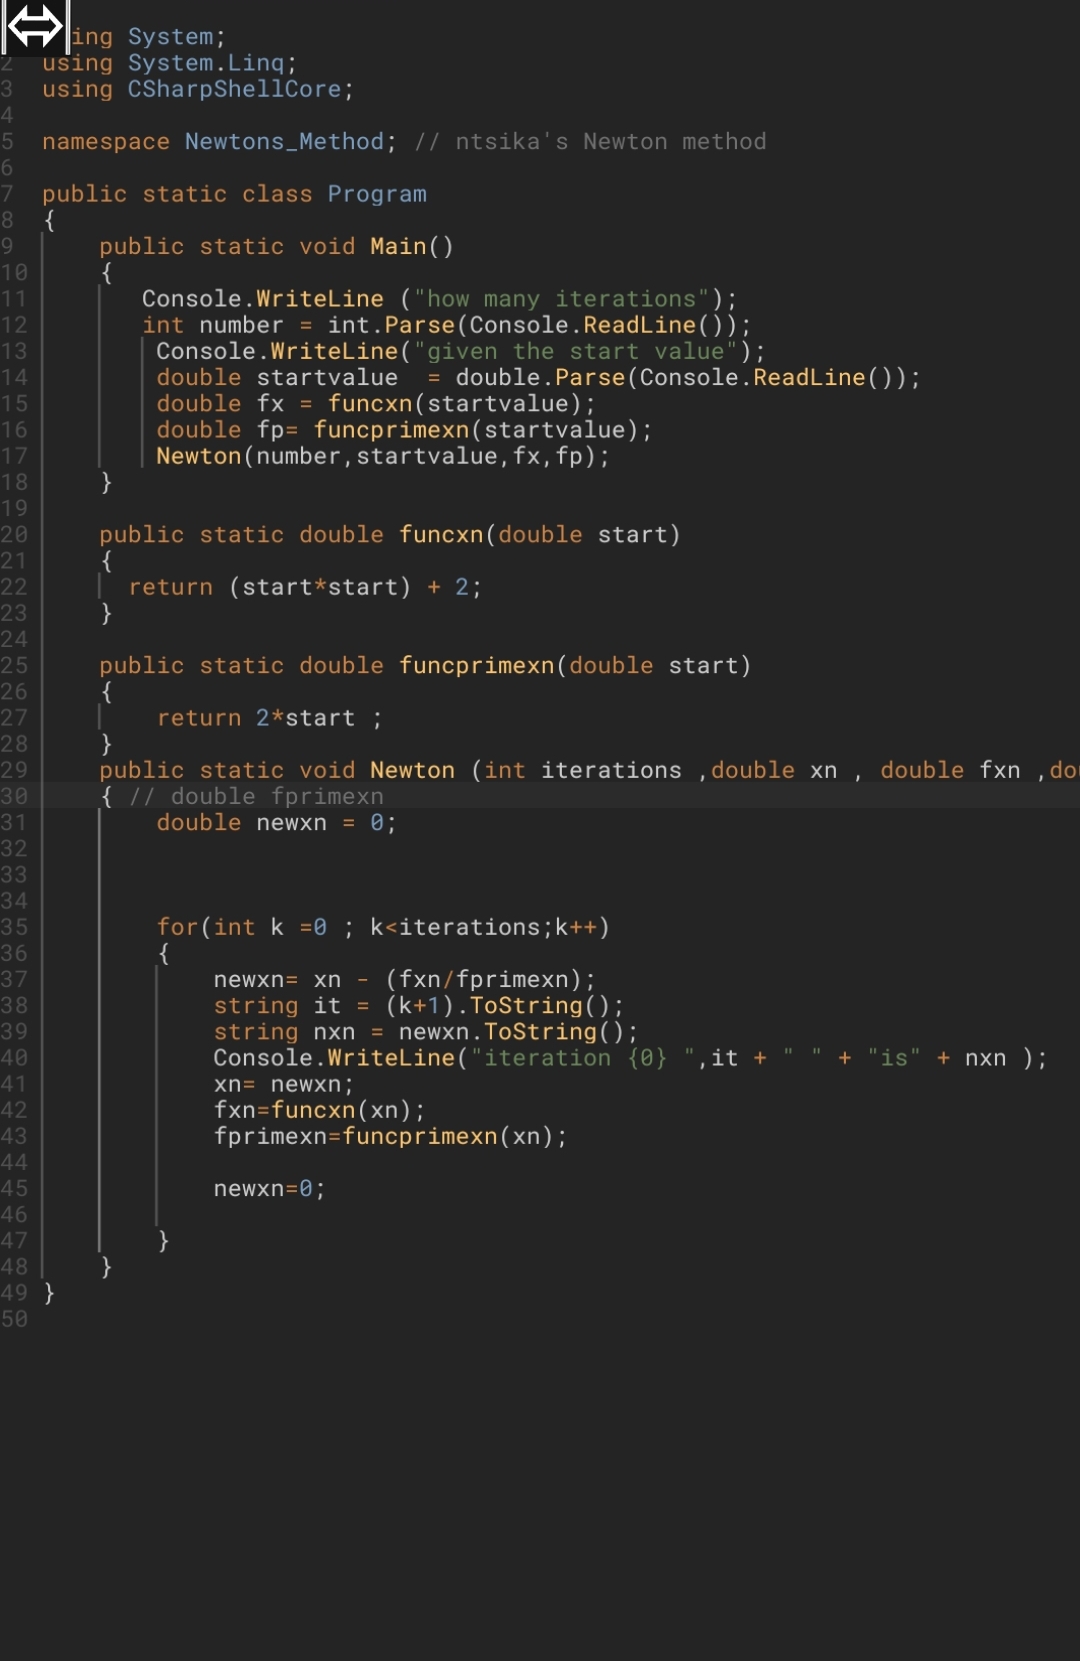 ing System;
2 using System.Linq;
3 using CSharpShellCore;
4
5 namespace Newtons_Method; // ntsika's Newton method
6
7 public static class Program
8 {
9 public static void Main()
10 {
11 Console.WriteLine ("how many iterations");
12 int number = int.Parse(Console.ReadLine());
13 Console.WriteLine("given the start value");
14 double startvalue  = double.Parse(Console.ReadLine());
15 double fx = funcxn(startvalue);
16 double fp= funcprimexn(startvalue);
17 Newton(number,startvalue,fx,fp);
18 }
19
20 public static double funcxn(double start)
21 {
22 return (start*start) + 2;
23 }
24
25 public static double funcprimexn(double start)
26 {
27 return 2*start ;
28 }
29 public static void Newton (int iterations ,double xn , double fxn ,do
30 { // double fprimexn
31 double newxn = 0;
32
33
34
35 for(int k =0 ; k<iterations;k++)
36 {
37 newxn= xn - (fxn/fprimexn);
38 string it = (k+1).ToString();
39 string nxn = newxn.ToString();
40 Console.WriteLine("iteration {0} ",it + " " + "is" + nxn );
41 xn= newxn;
42 fxn=funcxn(xn);
43 fprimexn=funcprimexn(xn);
44
45 newxn=0;
46
47 }
48 }
49 }
50